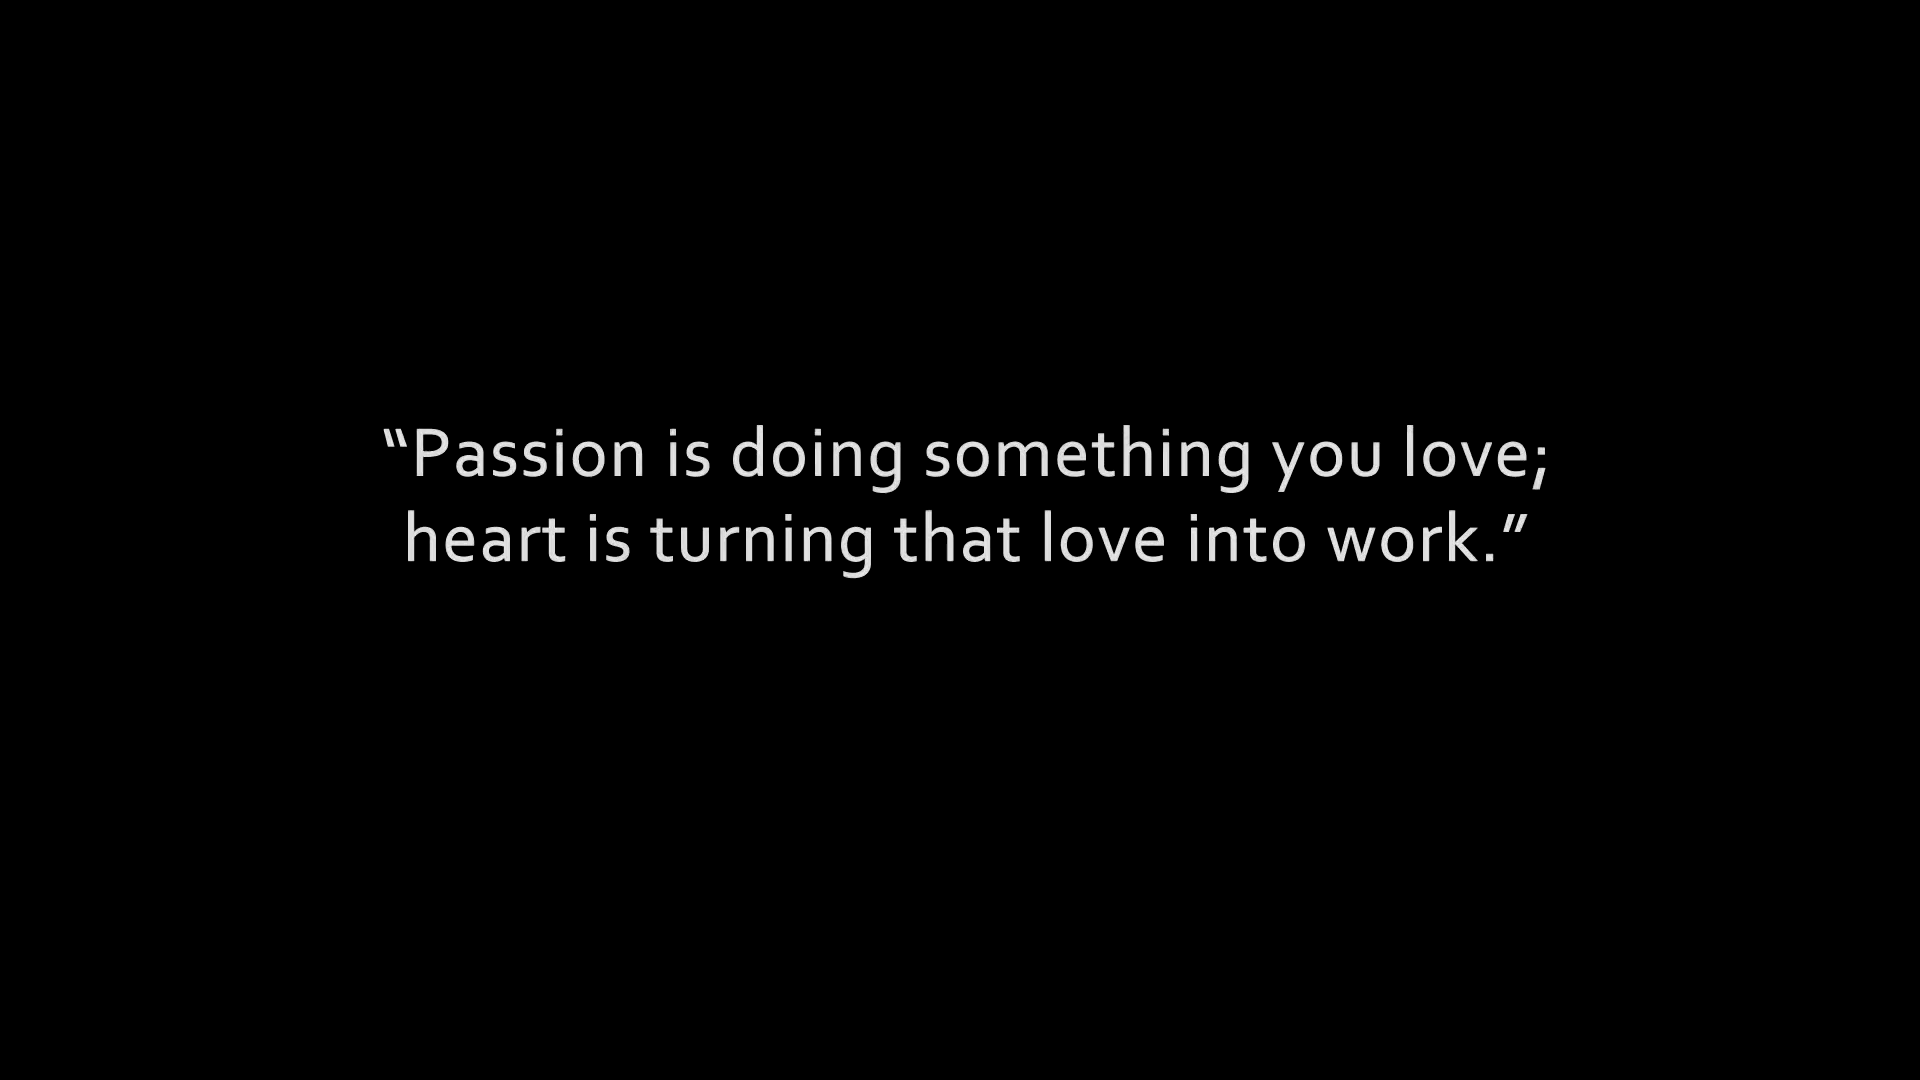 “Passion is doing something you love;
heart is turning that love into work.”